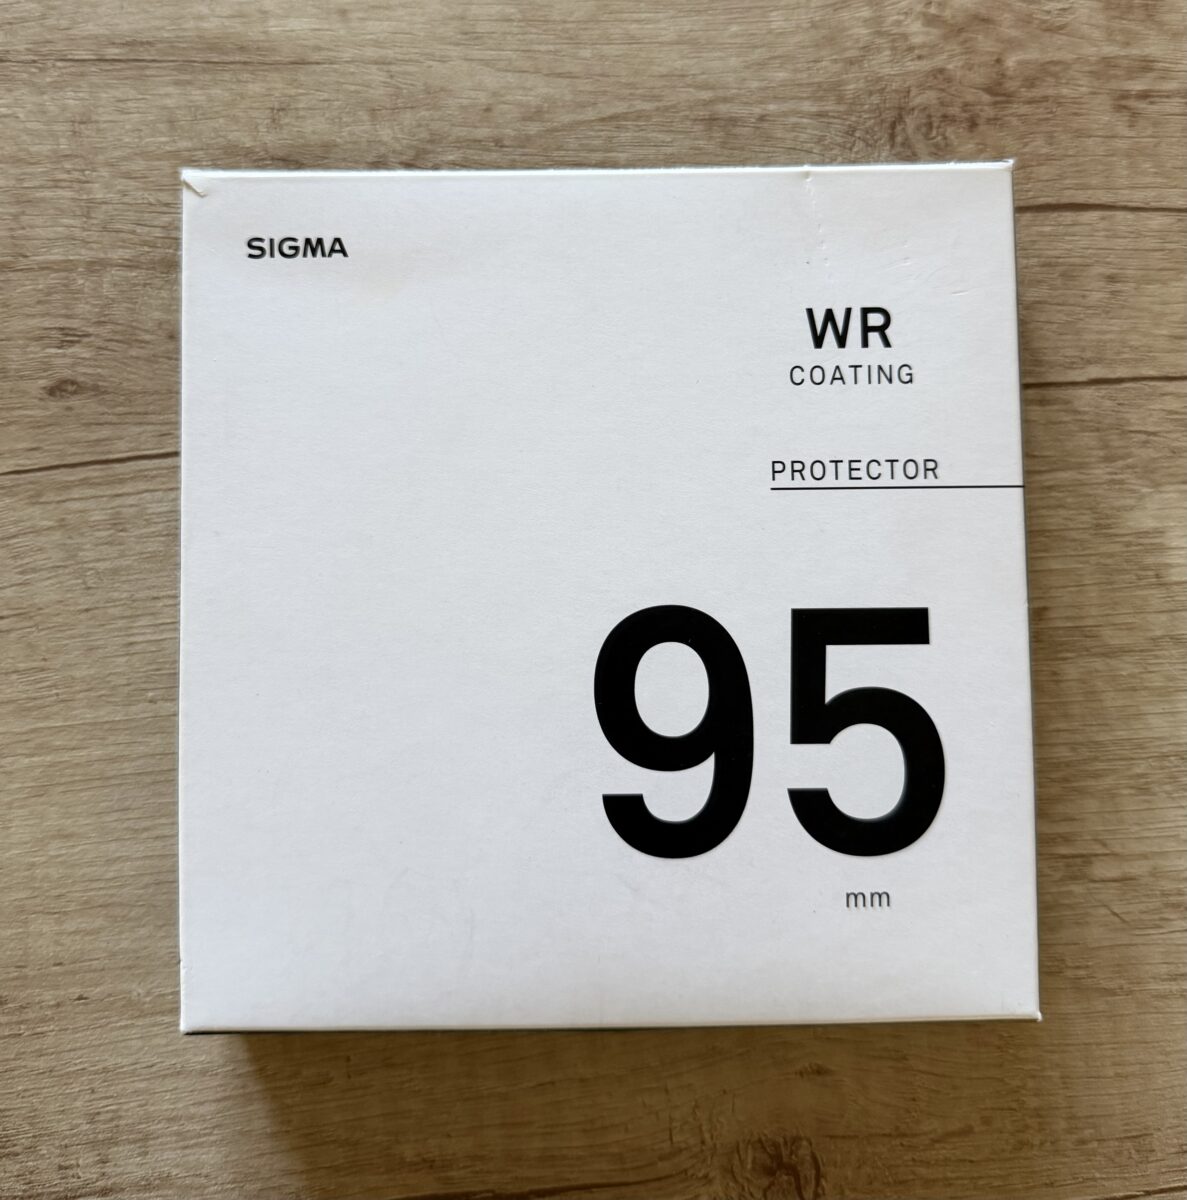 SIGMA
WR
COATING
PROTECTOR
95
mm